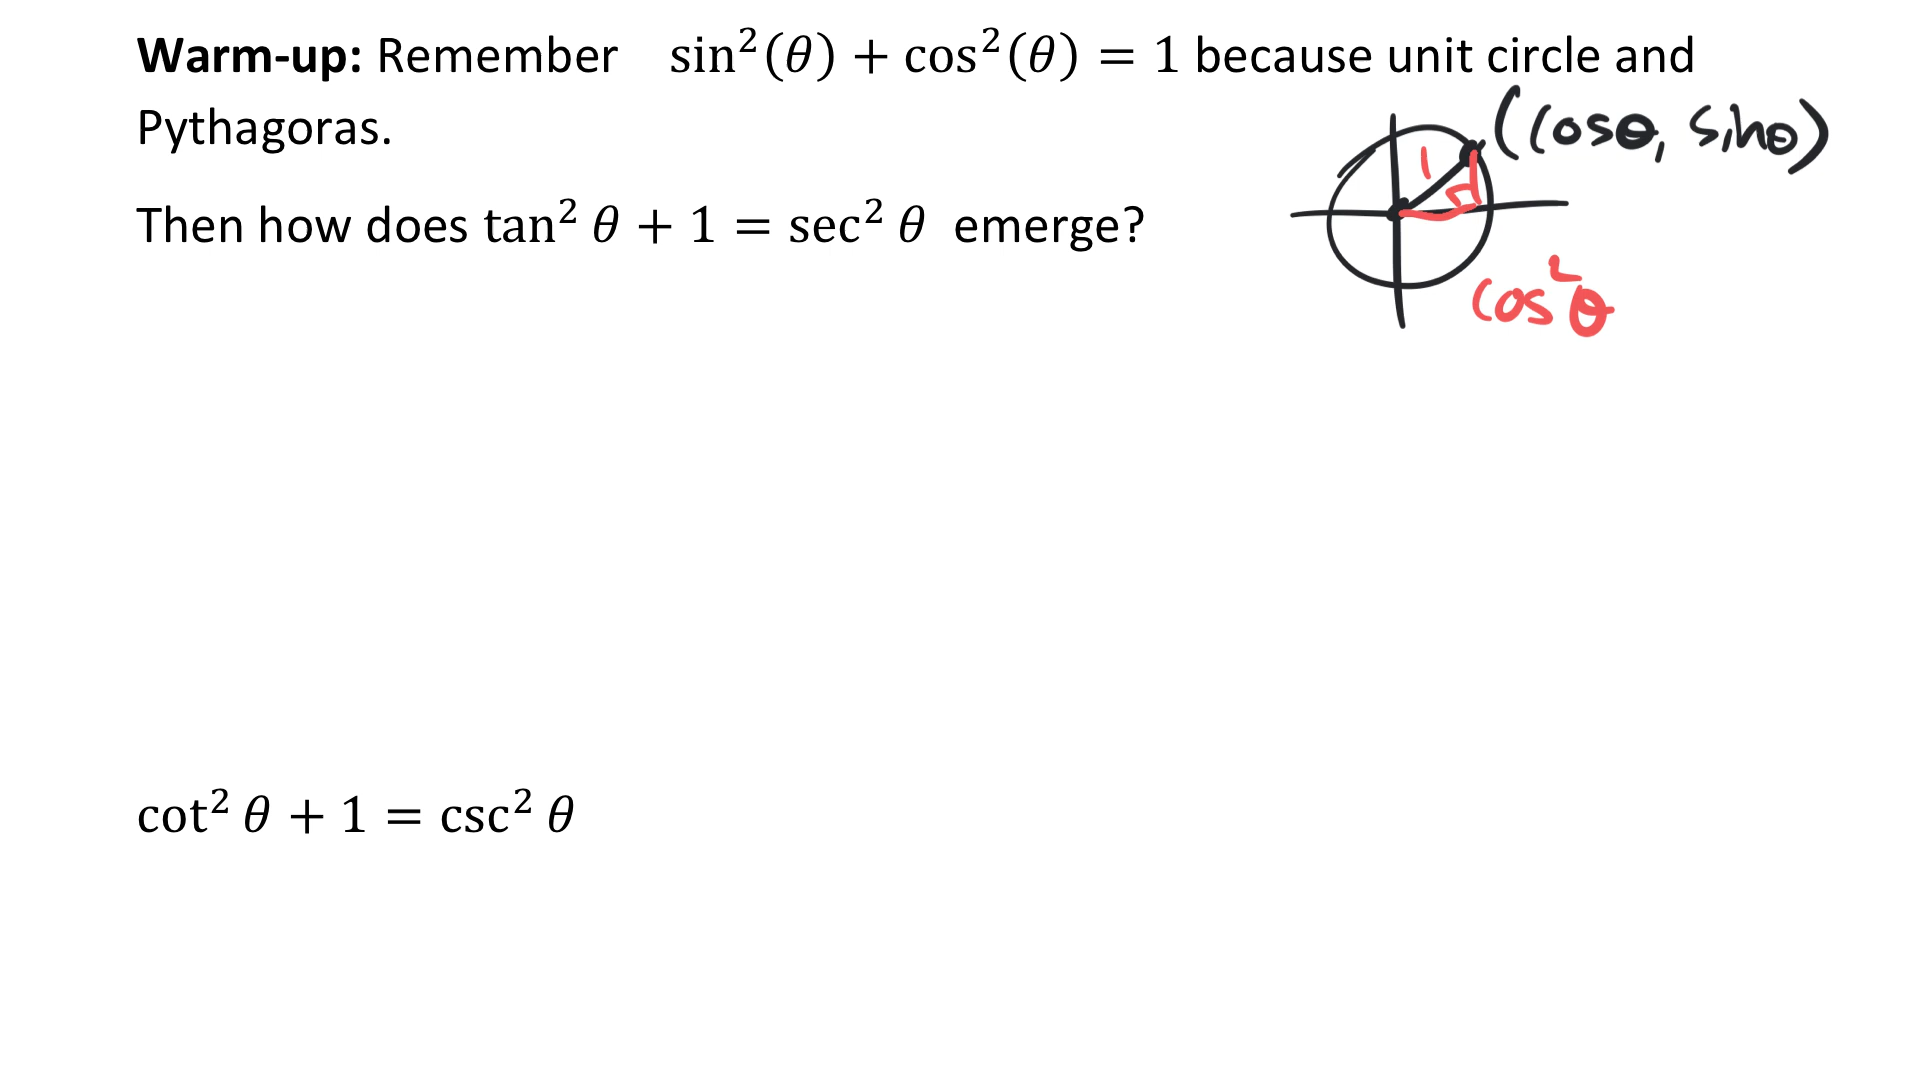 Warm-up: Remember sin²(θ) + cos²(θ) = 1 because unit circle and
Pythagoras.
(cosθ, sinθ)
1
Then how does tan² θ + 1 = sec² θ emerge?
cos²θ
cot² θ + 1 = csc² θ